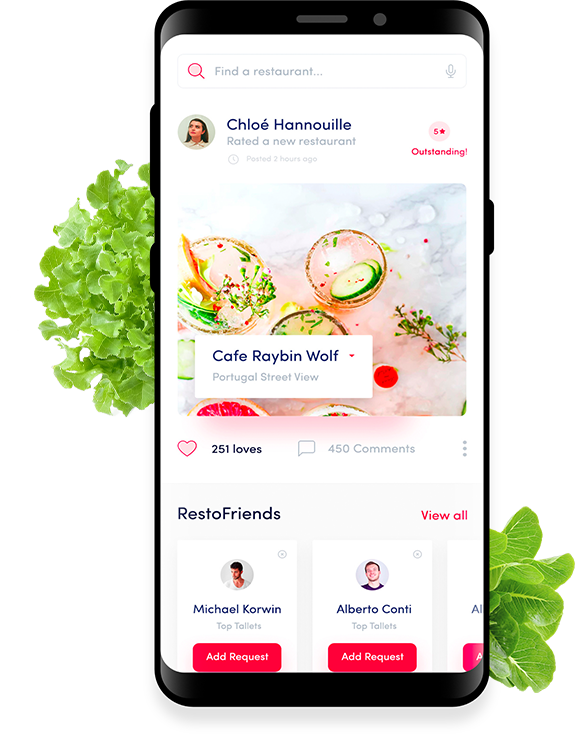 Find a restaurant...
Chloé Hannouille
Rated a new restaurant
Posted 2 hours ago
5
Outstanding!
Cafe Raybin Wolf
Portugal Street View
251 loves
450 Comments
RestoFriends
View all
Michael Korwin
Top Tallets
Add Request
Alberto Conti
Top Tallets
Add Request
Al
A